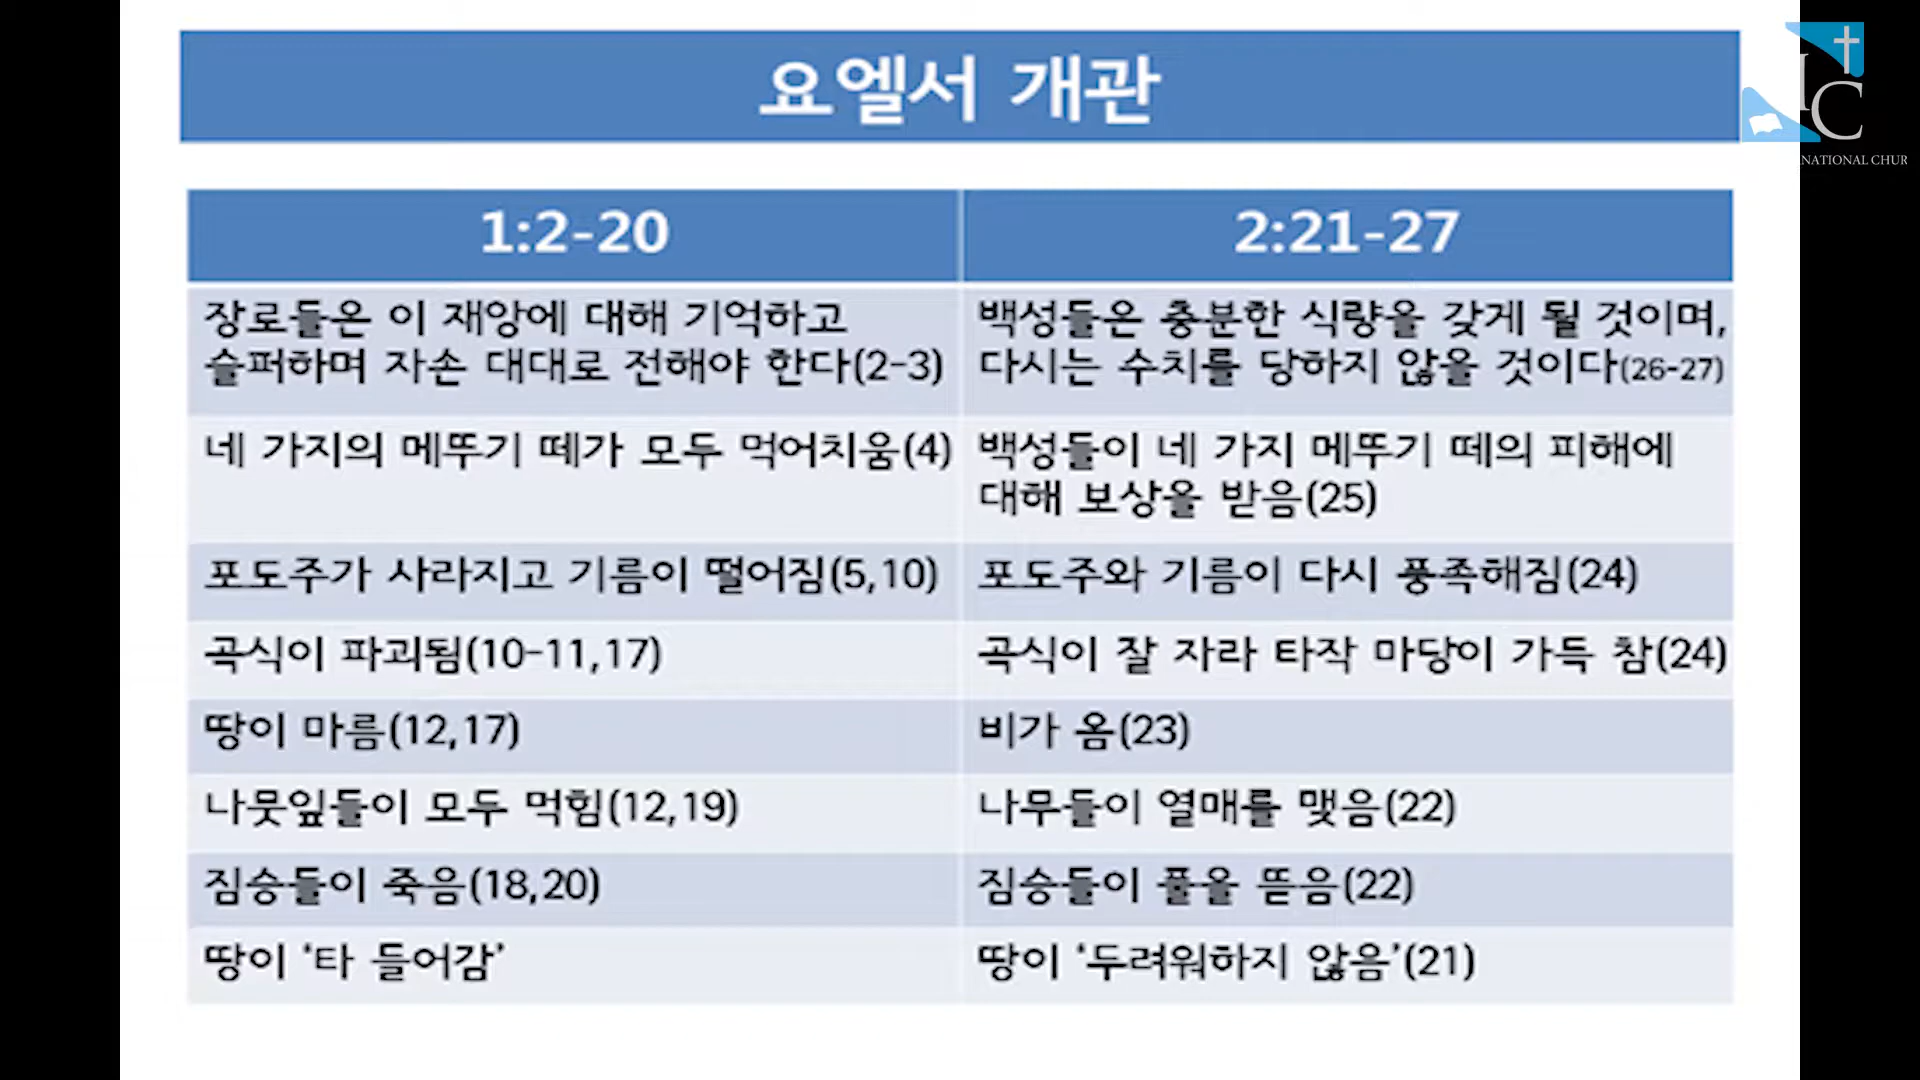 요엘서 개관
IC
NATIONAL CHUR
1:2-20
2:21-27
장로들은 이 재앙에 대해 기억하고
슬퍼하며 자손 대대로 전해야 한다(2-3)
백성들은 충분한 식량을 갖게 될 것이며,
다시는 수치를 당하지 않을 것이다(26-27)
네 가지의 메뚜기 떼가 모두 먹어치움(4)
백성들이 네 가지 메뚜기 떼의 피해에
대해 보상을 받음(25)
포도주가 사라지고 기름이 떨어짐(5,10)
포도주와 기름이 다시 풍족해짐(24)
곡식이 파괴됨(10-11,17)
곡식이 잘 자라 타작 마당이 가득 참(24)
땅이 마름(12,17)
비가 옴(23)
나뭇잎들이 모두 먹힘(12,19)
나무들이 열매를 맺음(22)
짐승들이 죽음(18,20)
짐승들이 풀을 뜯음(22)
땅이 ‘타 들어감’
땅이 ‘두려워하지 않음’(21)